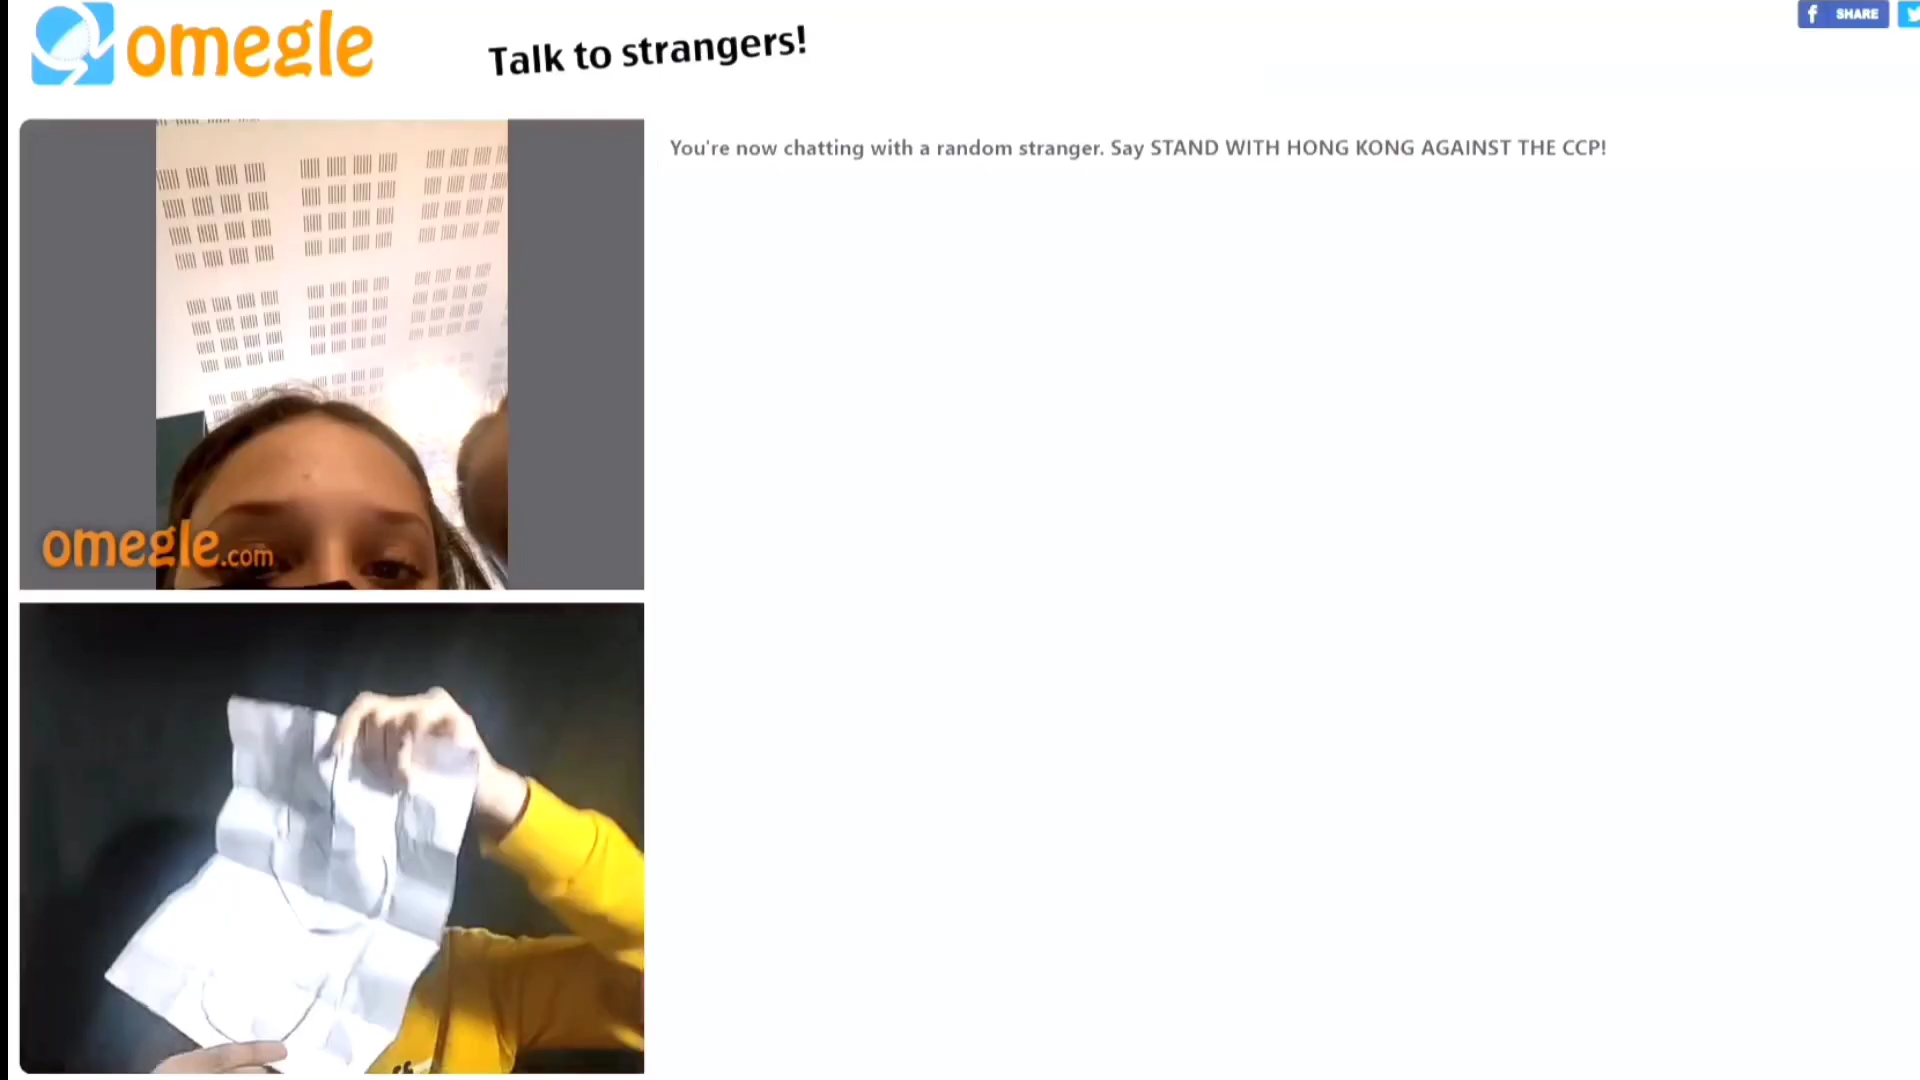 omegle
Talk to strangers!
SHARE
You're now chatting with a random stranger. Say STAND WITH HONG KONG AGAINST THE CCP!
omegle.com